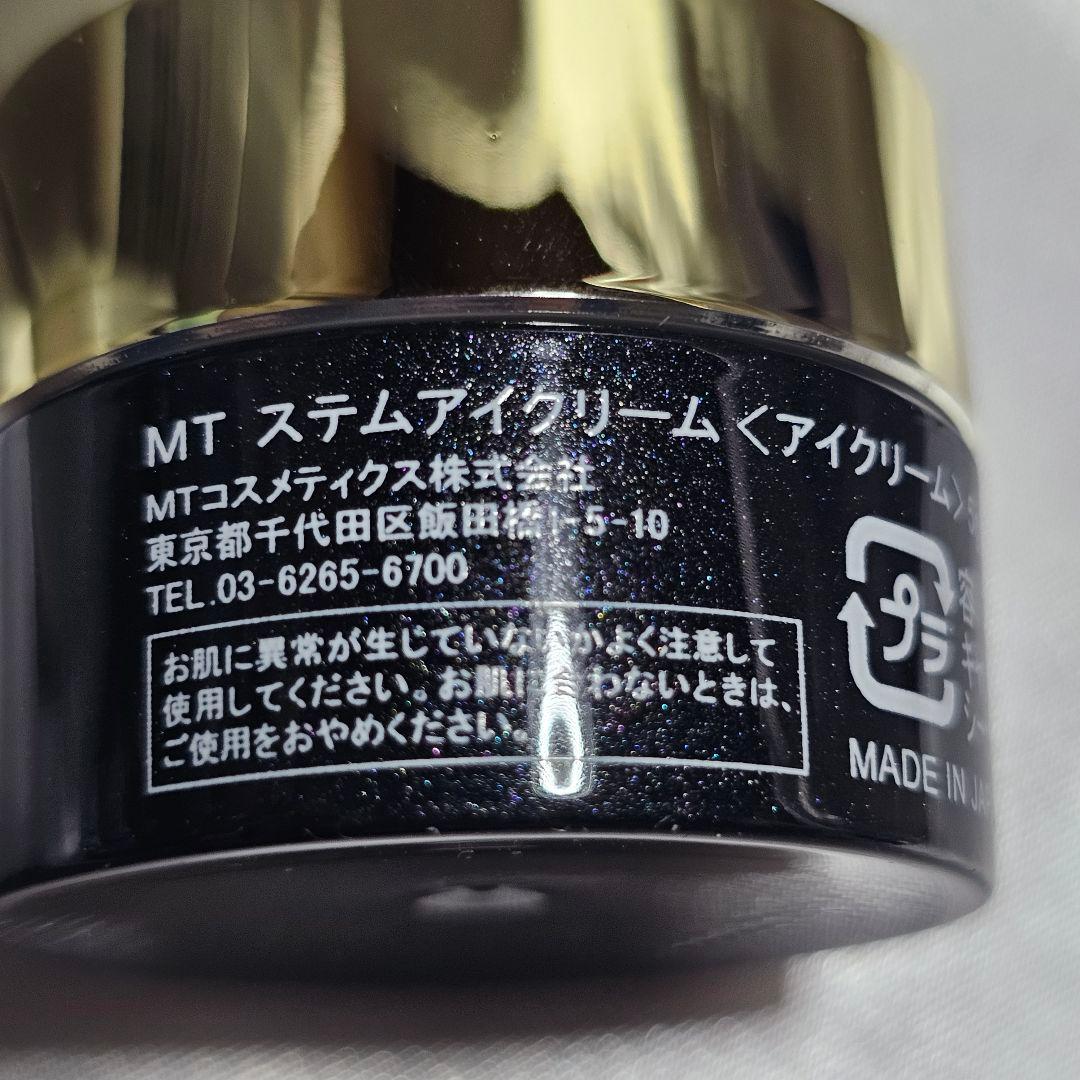 MT ステムアイクリーム〈アイクリーム〉
MTコスメティクス株式会社
東京都千代田区飯田橋1-5-10
TEL.03-6265-6700
お肌に異常が生じていないかよく注意して
使用してください。お肌に わないときは、
ご使用をおやめください。
プラ
容
キ
シ
MADE IN JA